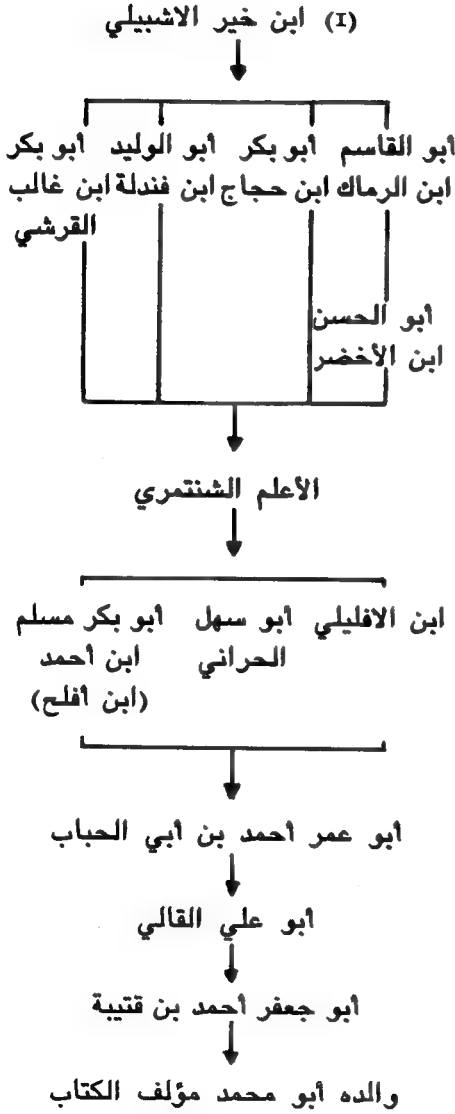 (1) ابن خير الاشبيلي
أبو القاسم أبو بكر أبو الوليد أبو بكر
ابن الرماك ابن حجاج ابن فندلة ابن غالب
القرشي
أبو الحسن
ابن الأخضر
الأعلم الشنتمري
ابن الافليلي أبو سهل أبو بكر مسلم
الحراني ابن أحمد
(ابن أفلح)
أبو عمر أحمد بن أبي الحباب
أبو علي القالي
أبو جعفر أحمد بن قتيبة
والده أبو محمد مؤلف الكتاب